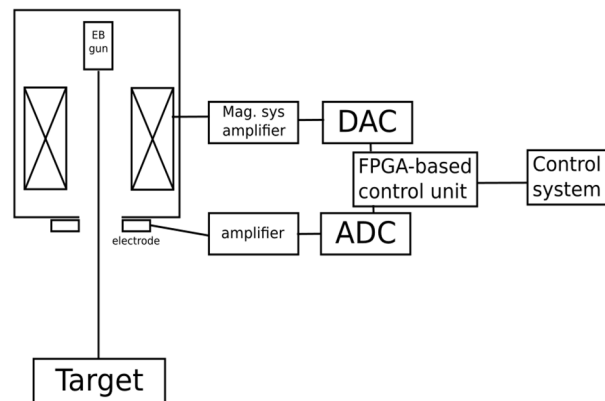 EB
gun
Mag. sys
amplifier
DAC
FPGA-based
control unit
Control
system
electrode
amplifier
ADC
Target